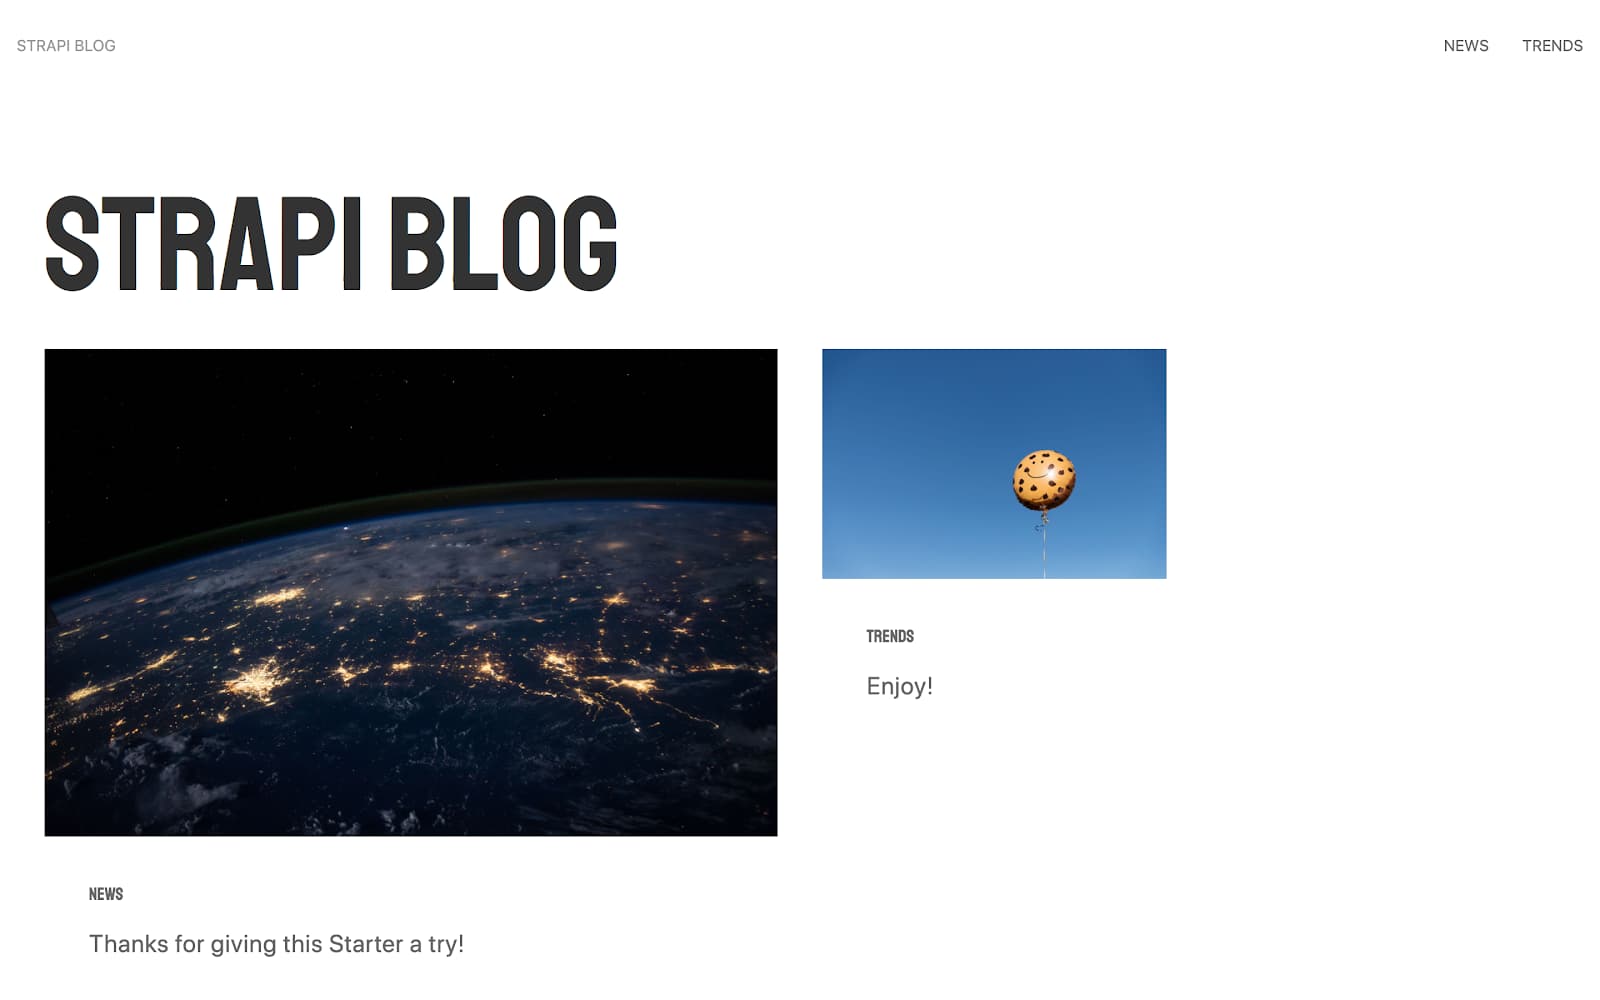 STRAPI BLOG
NEWS
TRENDS
STRAPI BLOG
NEWS
Thanks for giving this Starter a try!
TRENDS
Enjoy!